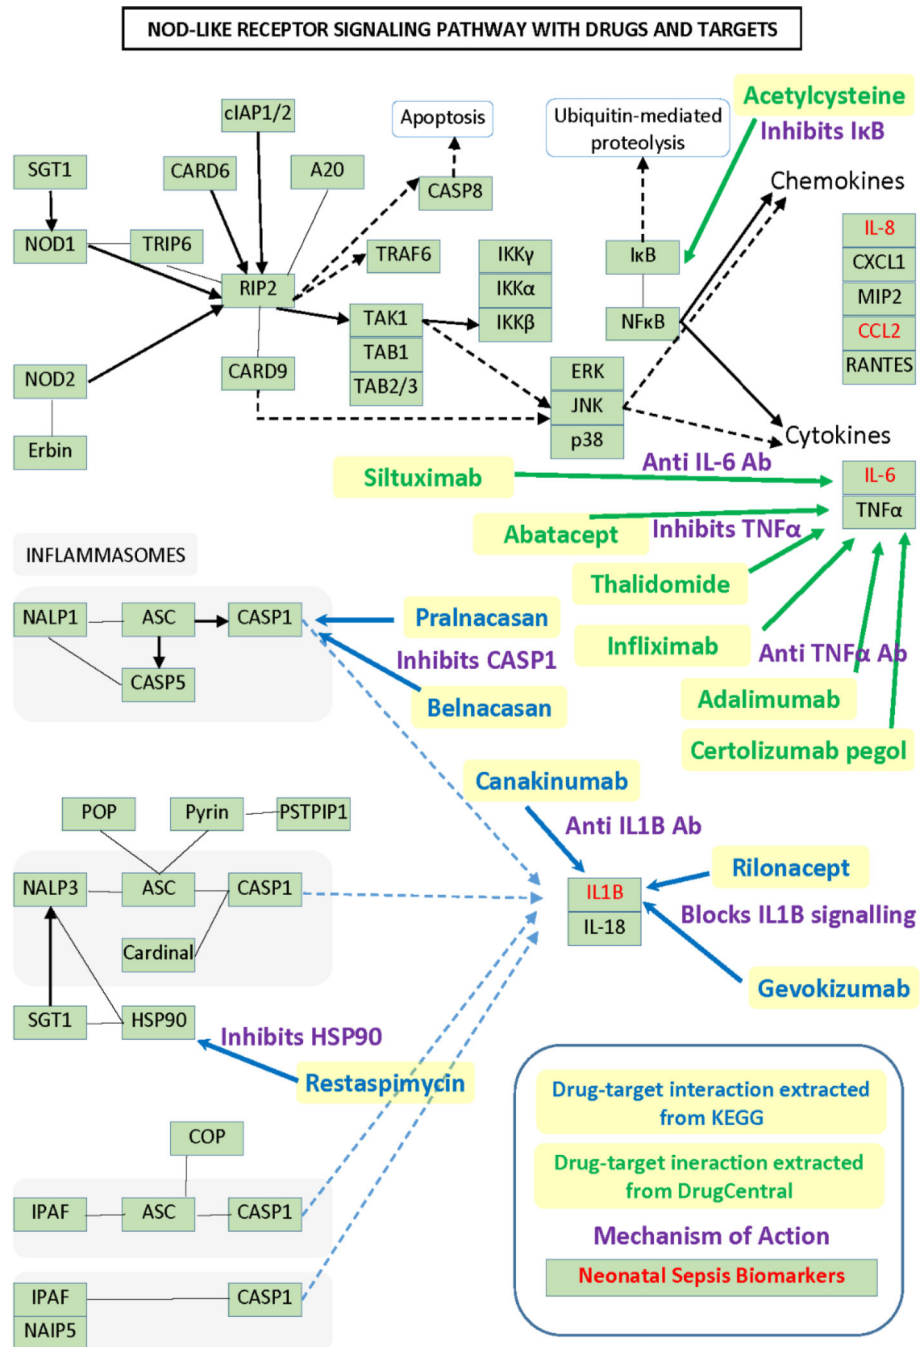 NOD-LIKE RECEPTOR SIGNALING PATHWAY WITH DRUGS AND TARGETS
cIAP1/2
Apoptosis
Ubiquitin-mediated
proteolysis
Acetylcysteine
Inhibits IκB
SGT1
CARD6
A20
CASP8
Chemokines
NOD1
TRIP6
TRAF6
IKKγ
IκB
IL-8
CXCL1
RIP2
IKKα
MIP2
TAK1
IKKβ
NFκB
CCL2
TAB1
RANTES
NOD2
CARD9
TAB2/3
ERK
JNK
p38
Cytokines
Erbin
Siltuximab
Anti IL-6 Ab
IL-6
TNFα
Abatacept
Inhibits TNFα
INFLAMMASOMES
Thalidomide
NALP1
ASC
CASP1
Pralnacasan
Infliximab
Inhibits CASP1
Anti TNFα Ab
CASP5
Belnacasan
Adalimumab
Certolizumab pegol
Canakinumab
POP
Pyrin
PSTPIP1
Anti IL1B Ab
Rilonacept
NALP3
ASC
CASP1
IL1B
Blocks IL1B signalling
IL-18
Cardinal
Gevokizumab
SGT1
HSP90
Inhibits HSP90
Restaspimycin
Drug-target interaction extracted
from KEGG
COP
Drug-target ineraction extracted
from DrugCentral
IPAF
ASC
CASP1
Mechanism of Action
Neonatal Sepsis Biomarkers
IPAF
CASP1
NAIP5